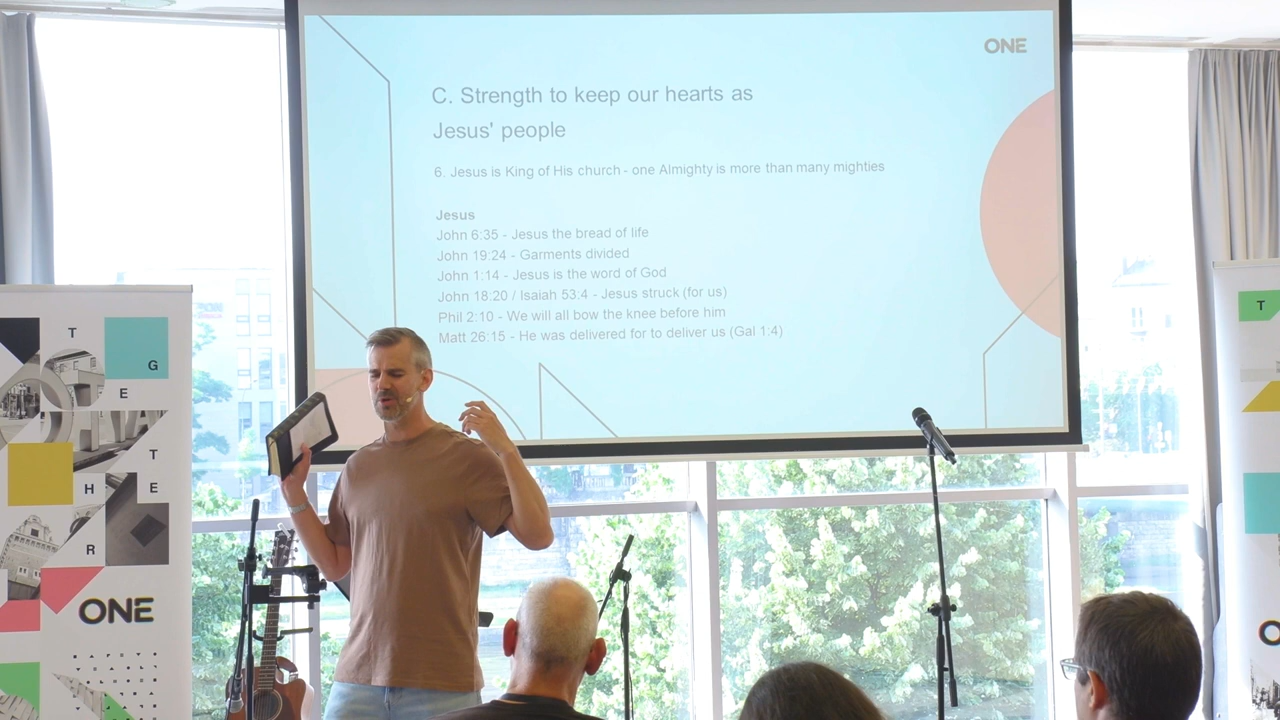 ONE
C. Strength to keep our hearts as
Jesus' people
6. Jesus is King of His church - one Almighty is more than many mighties
Jesus
John 6:35 - Jesus the bread of life
John 19:24 - Garments divided
John 1:14 - Jesus is the word of God
John 18:20 / Isaiah 53:4 - Jesus struck (for us)
Phil 2:10 - We will all bow the knee before him
Matt 26:15 - He was delivered for to deliver us (Gal 1:4)
T
G
E
T
H
E
R
ONE
T